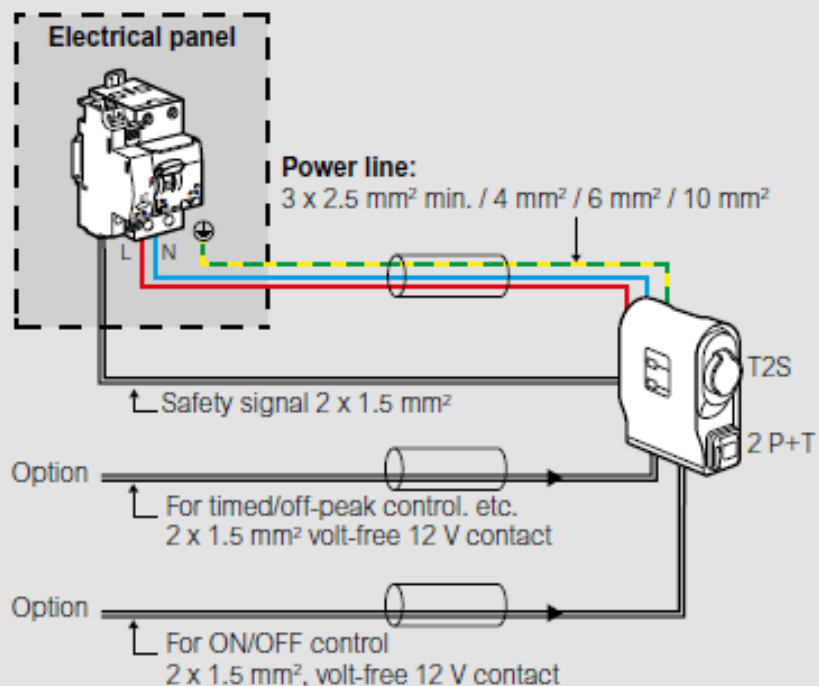 Electrical panel
Power line:
3 x 2.5 mm² min. / 4 mm² / 6 mm² / 10 mm²
L N
T2S
Safety signal 2 x 1.5 mm²
2 P+T
Option
For timed/off-peak control. etc.
2 x 1.5 mm² volt-free 12 V contact
Option
For ON/OFF control
2 x 1.5 mm², volt-free 12 V contact